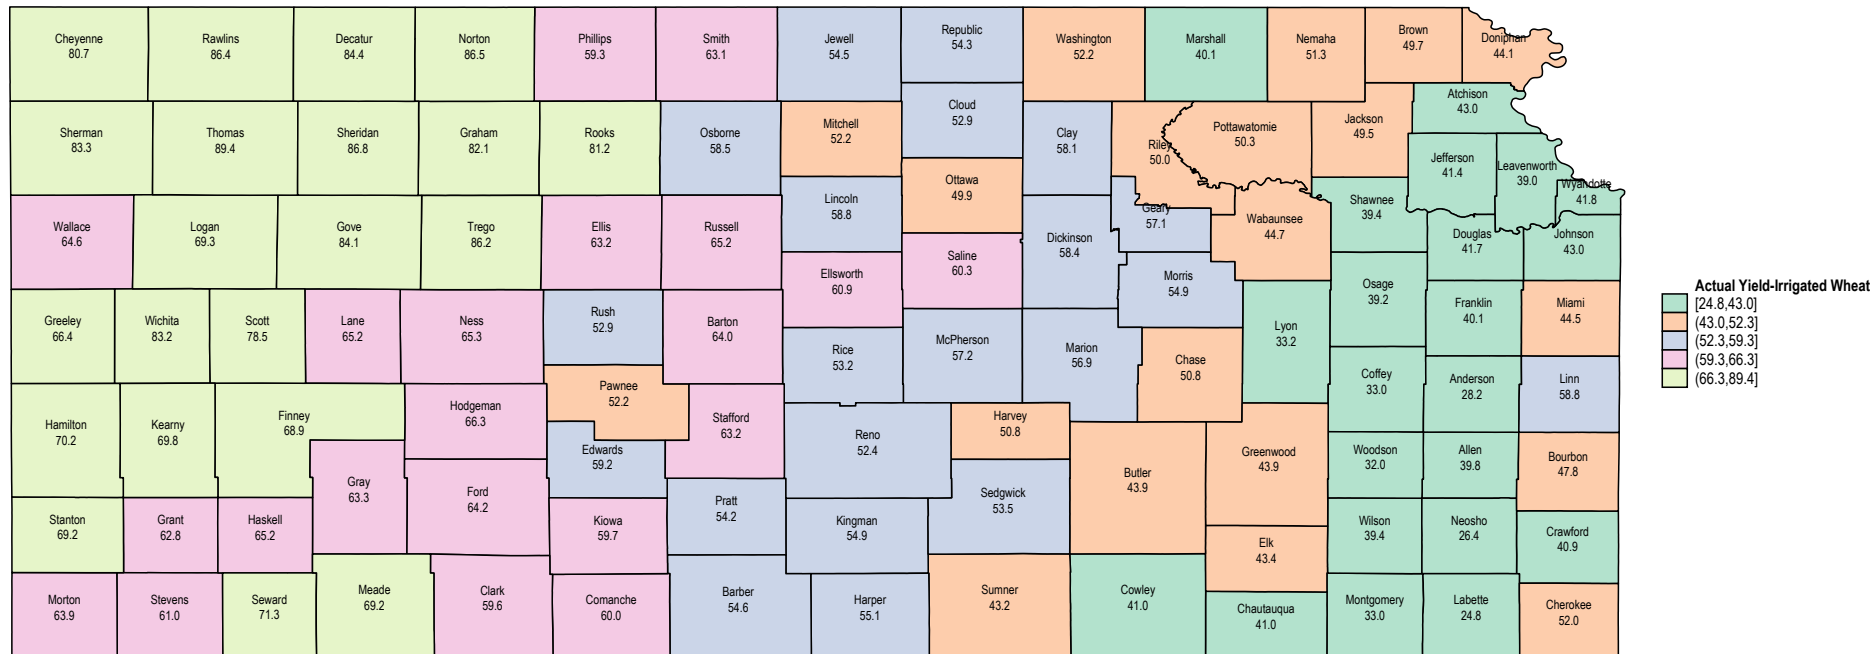 Cheyenne
80.7
Rawlins
86.4
Decatur
84.4
Norton
86.5
Phillips
59.3
Smith
63.1
Jewell
54.5
Republic
54.3
Washington
52.2
Marshall
40.1
Nemaha
51.3
Brown
49.7
Doniphan
44.1
Sherman
83.3
Thomas
89.4
Sheridan
86.8
Graham
82.1
Rooks
81.2
Osborne
58.5
Mitchell
52.2
Cloud
52.9
Clay
58.1
Riley
50.0
Pottawatomie
50.3
Jackson
49.5
Atchison
43.0
Jefferson
41.4
Leavenworth
39.0
Wyandotte
41.8
Wallace
64.6
Logan
69.3
Gove
84.1
Trego
86.2
Ellis
63.2
Russell
65.2
Lincoln
58.8
Ottawa
49.9
Saline
60.3
Ellsworth
60.9
Dickinson
58.4
Geary
57.1
Morris
54.9
Wabaunsee
44.7
Shawnee
39.4
Douglas
41.7
Johnson
43.0
Greeley
66.4
Wichita
83.2
Scott
78.5
Lane
65.2
Ness
65.3
Rush
52.9
Barton
64.0
Rice
53.2
McPherson
57.2
Marion
56.9
Chase
50.8
Lyon
33.2
Osage
39.2
Franklin
40.1
Miami
44.5
Actual Yield-Irrigated Wheat
[24.8,43.0]
(43.0,52.3]
(52.3,59.3]
(59.3,66.3]
(66.3,89.4]
Hamilton
70.2
Kearny
69.8
Finney
68.9
Hodgeman
66.3
Pawnee
52.2
Stafford
63.2
Edwards
59.2
Reno
52.4
Harvey
50.8
Butler
43.9
Greenwood
43.9
Coffey
33.0
Anderson
28.2
Linn
58.8
Gray
63.3
Ford
64.2
Kiowa
59.7
Pratt
54.2
Kingman
54.9
Sedgwick
53.5
Woodson
32.0
Allen
39.8
Bourbon
47.8
Stanton
69.2
Grant
62.8
Haskell
65.2
Elk
43.4
Wilson
39.4
Neosho
26.4
Crawford
40.9
Morton
63.9
Stevens
61.0
Seward
71.3
Meade
69.2
Clark
59.6
Comanche
60.0
Barber
54.6
Harper
55.1
Sumner
43.2
Cowley
41.0
Chautauqua
41.0
Montgomery
33.0
Labette
24.8
Cherokee
52.0